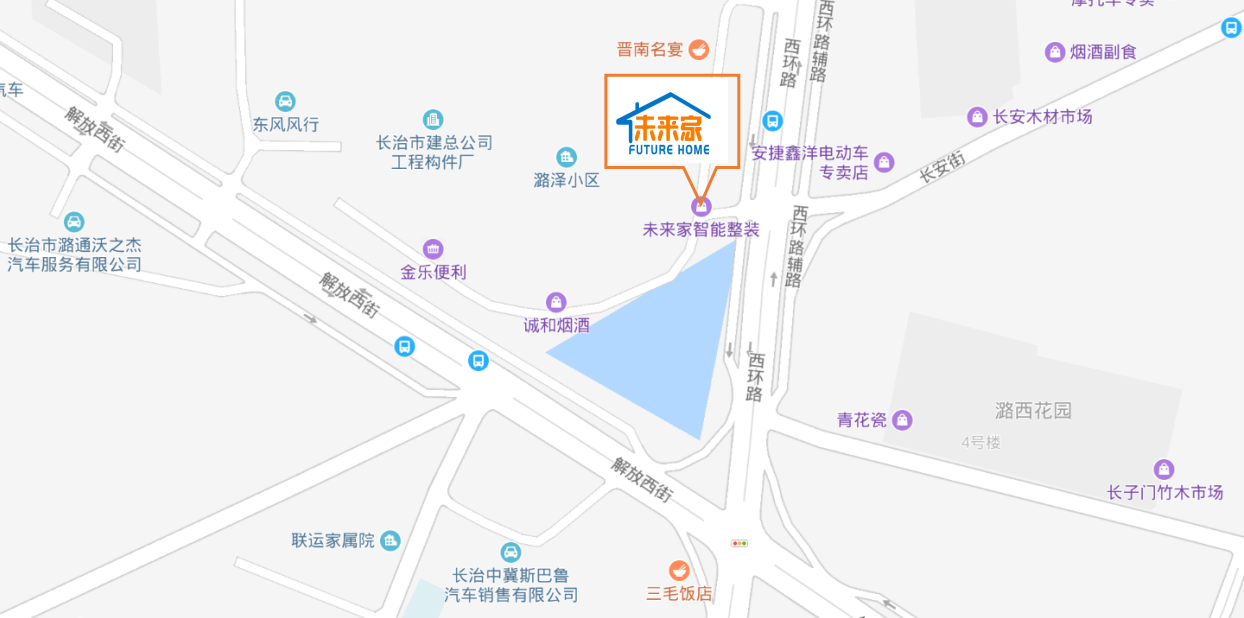 西环路辅路
西环路
晋南名宴
烟酒副食
汽车
解放西街
东风风行
长治市建总公司
工程构件厂
未来家
FUTURE HOME
长安木材市场
安捷鑫洋电动车
专卖店
长安街
潞泽小区
未来家智能整装
西环路辅路
长治市潞通沃之杰
汽车服务有限公司
金乐便利
解放西街
诚和烟酒
西环路
青花瓷
潞西花园
4号楼
解放西街
长子门竹木市场
联运家属院
长治中冀斯巴鲁
汽车销售有限公司
三毛饭店